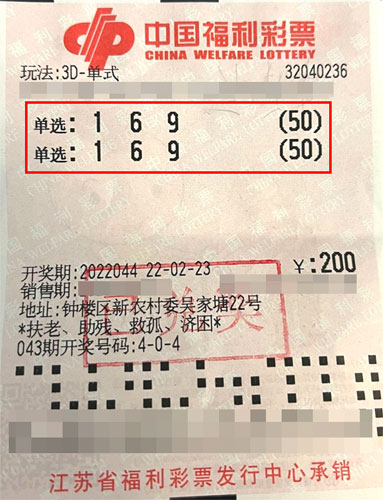 中国福利彩票
CHINA WELFARE LOTTERY
玩法:3D-单式 32040236
单选: 1 6 9 (50)
单选: 1 6 9 (50)
开奖期:2022044 22-02-23 ¥:200
销售期:
地址:钟楼区新农村委吴家塘22号
*扶老、助残、救孤、济困*
043期开奖号码:4-0-4
已兑奖
江苏省福利彩票发行中心承销